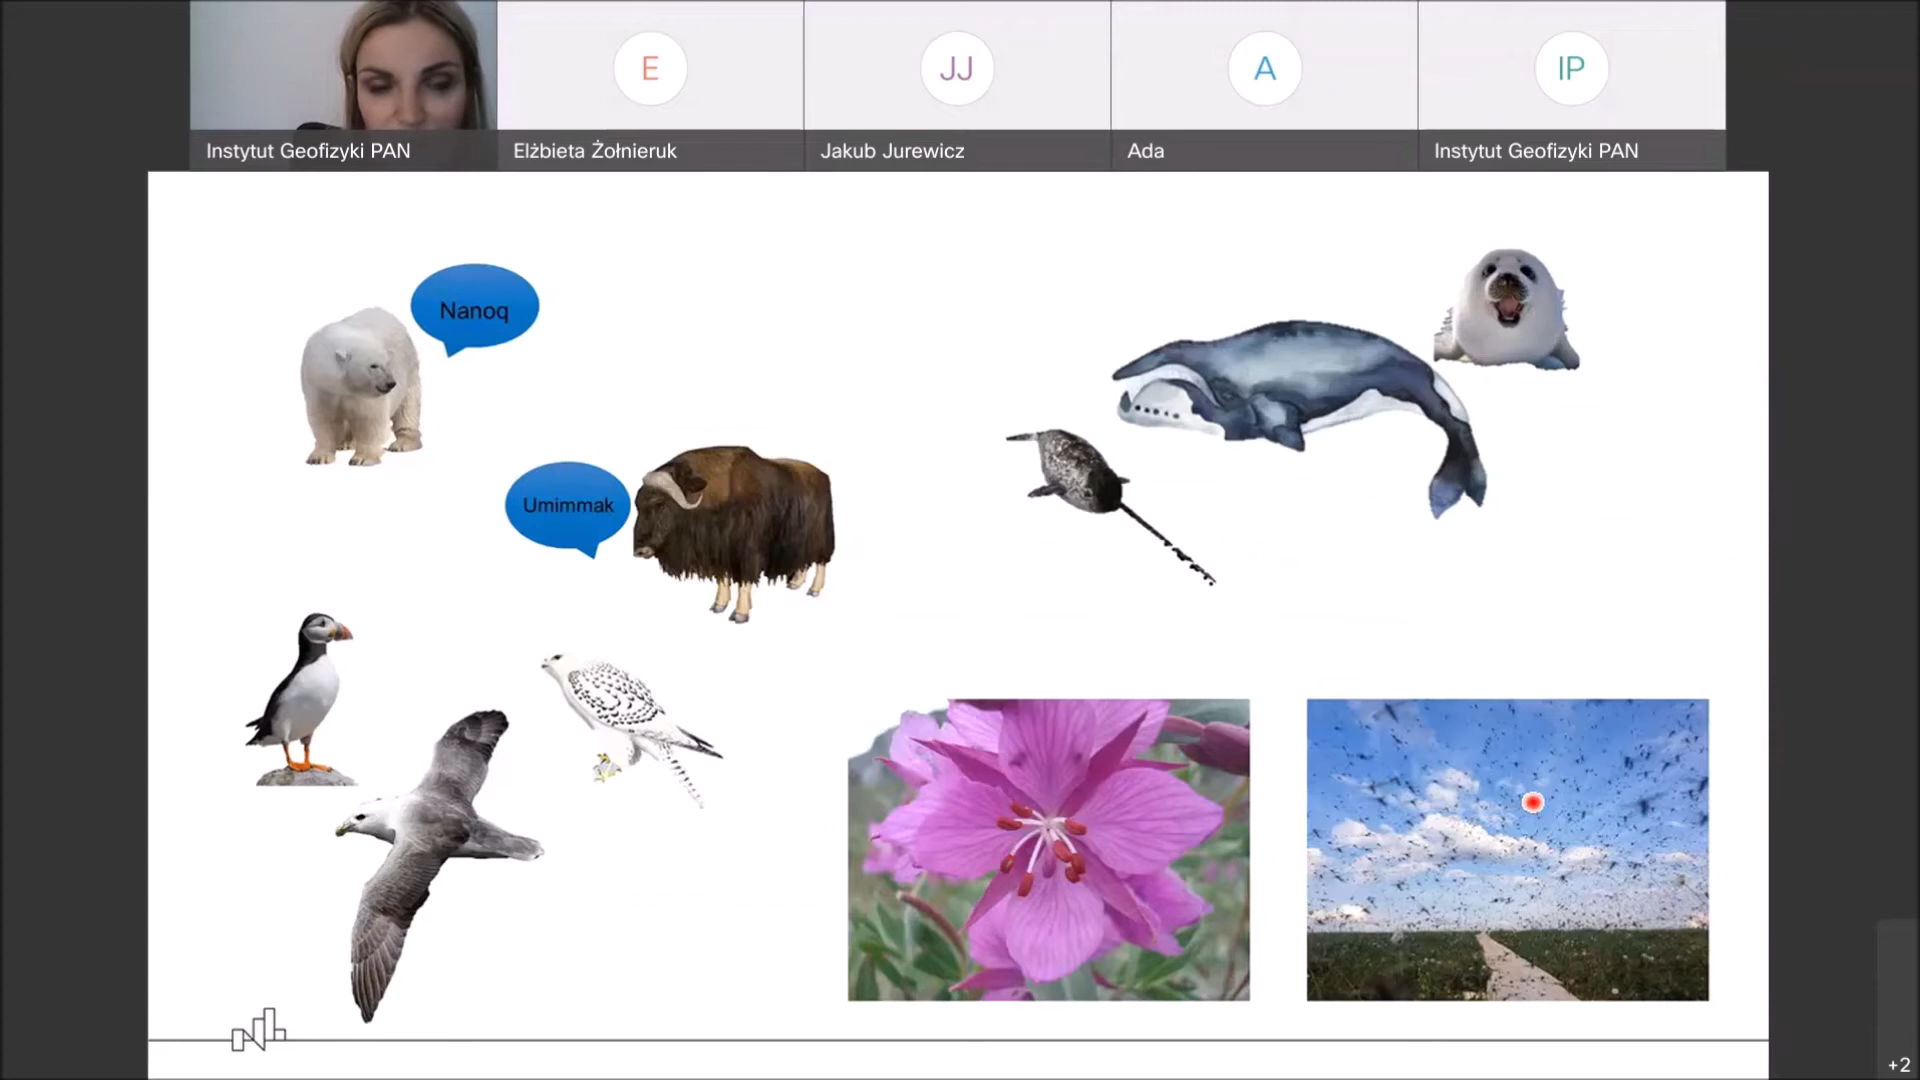 E
JJ
A
IP
Instytut Geofizyki PAN
Elżbieta Żołnieruk
Jakub Jurewicz
Ada
Instytut Geofizyki PAN
Nanoq
Umimmak
+2